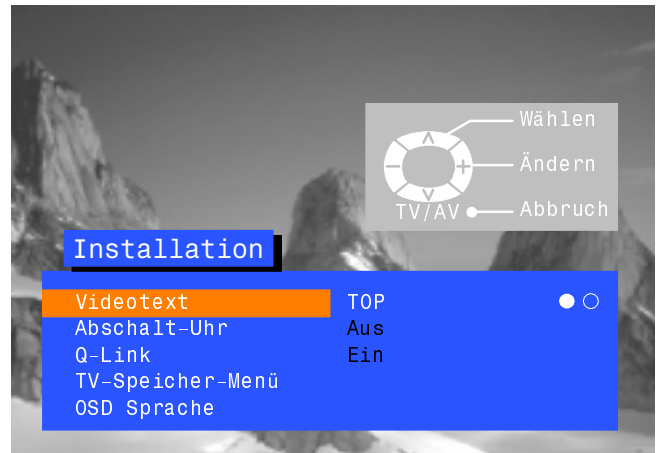 Wählen
Ändern
TV/AV Abbruch
Installation
Videotext TOP
Abschalt-Uhr Aus
Q-Link Ein
TV-Speicher-Menü
OSD Sprache